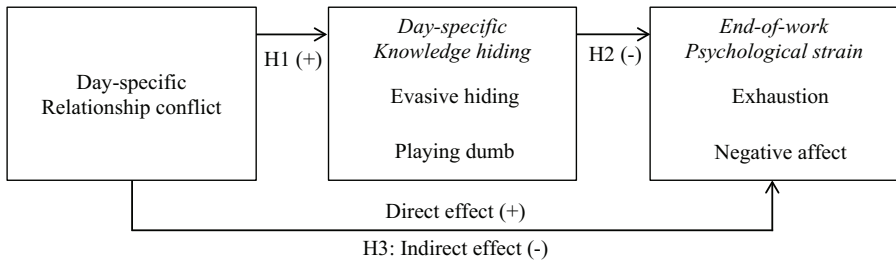 Day-specific
Relationship conflict
H1 (+)
Day-specific
Knowledge hiding
Evasive hiding
Playing dumb
H2 (-)
End-of-work
Psychological strain
Exhaustion
Negative affect
Direct effect (+)
H3: Indirect effect (-)